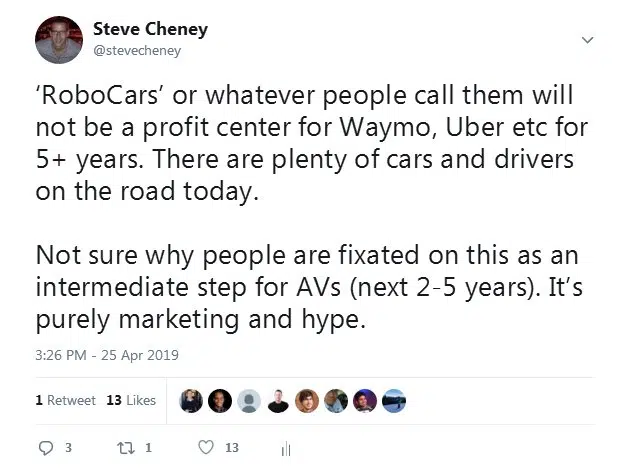 Steve Cheney
@stevecheney
‘RoboCars’ or whatever people call them will
not be a profit center for Waymo, Uber etc for
5+ years. There are plenty of cars and drivers
on the road today.
Not sure why people are fixated on this as an
intermediate step for AVs (next 2-5 years). It’s
purely marketing and hype.
3:26 PM - 25 Apr 2019
1 Retweet 13 Likes
3 1 13